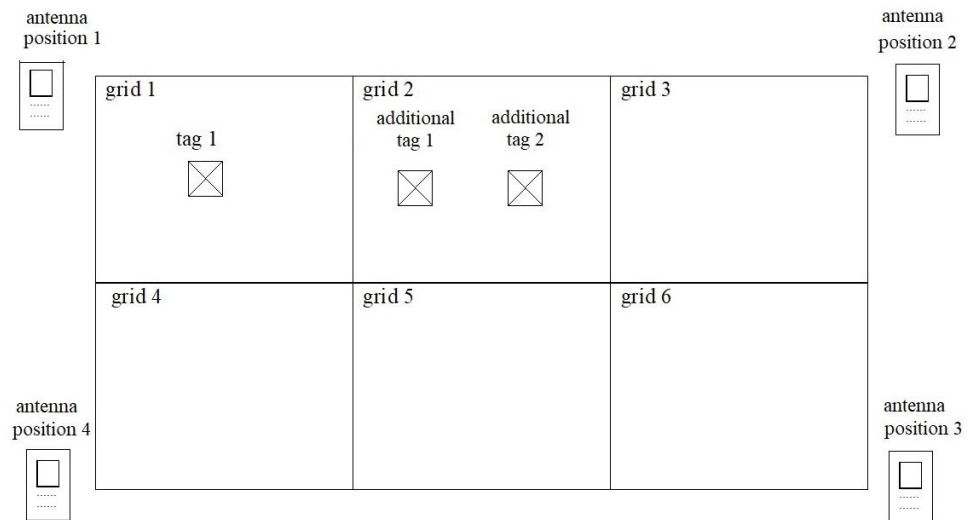 antenna
position 1
antenna
position 2
grid 1
grid 2
grid 3
tag 1
additional
tag 1
additional
tag 2
grid 4
grid 5
grid 6
antenna
position 4
antenna
position 3